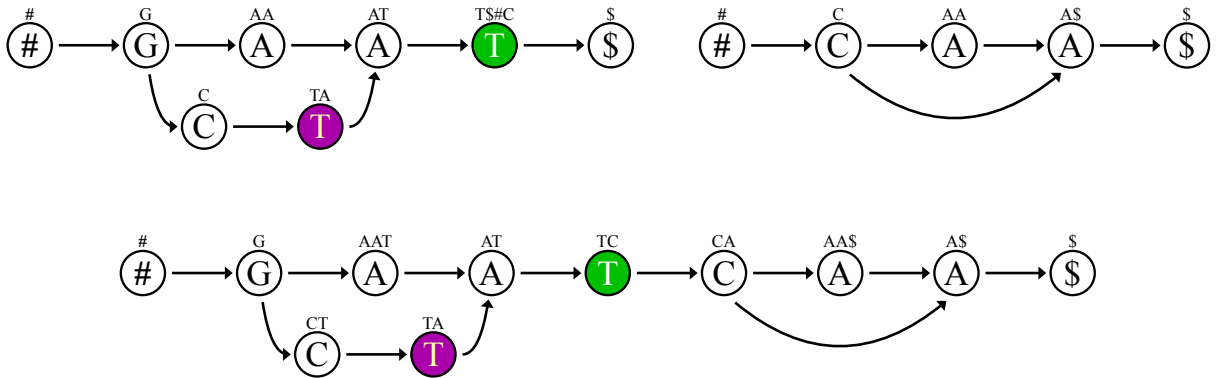 # G AA AT T$#C $
# G A A T $
C TA
C T
# C AA A$ $
# C A A $
# G AAT AT TC CA AA$ A$ $
# G A A T C A A $
CT TA
C T